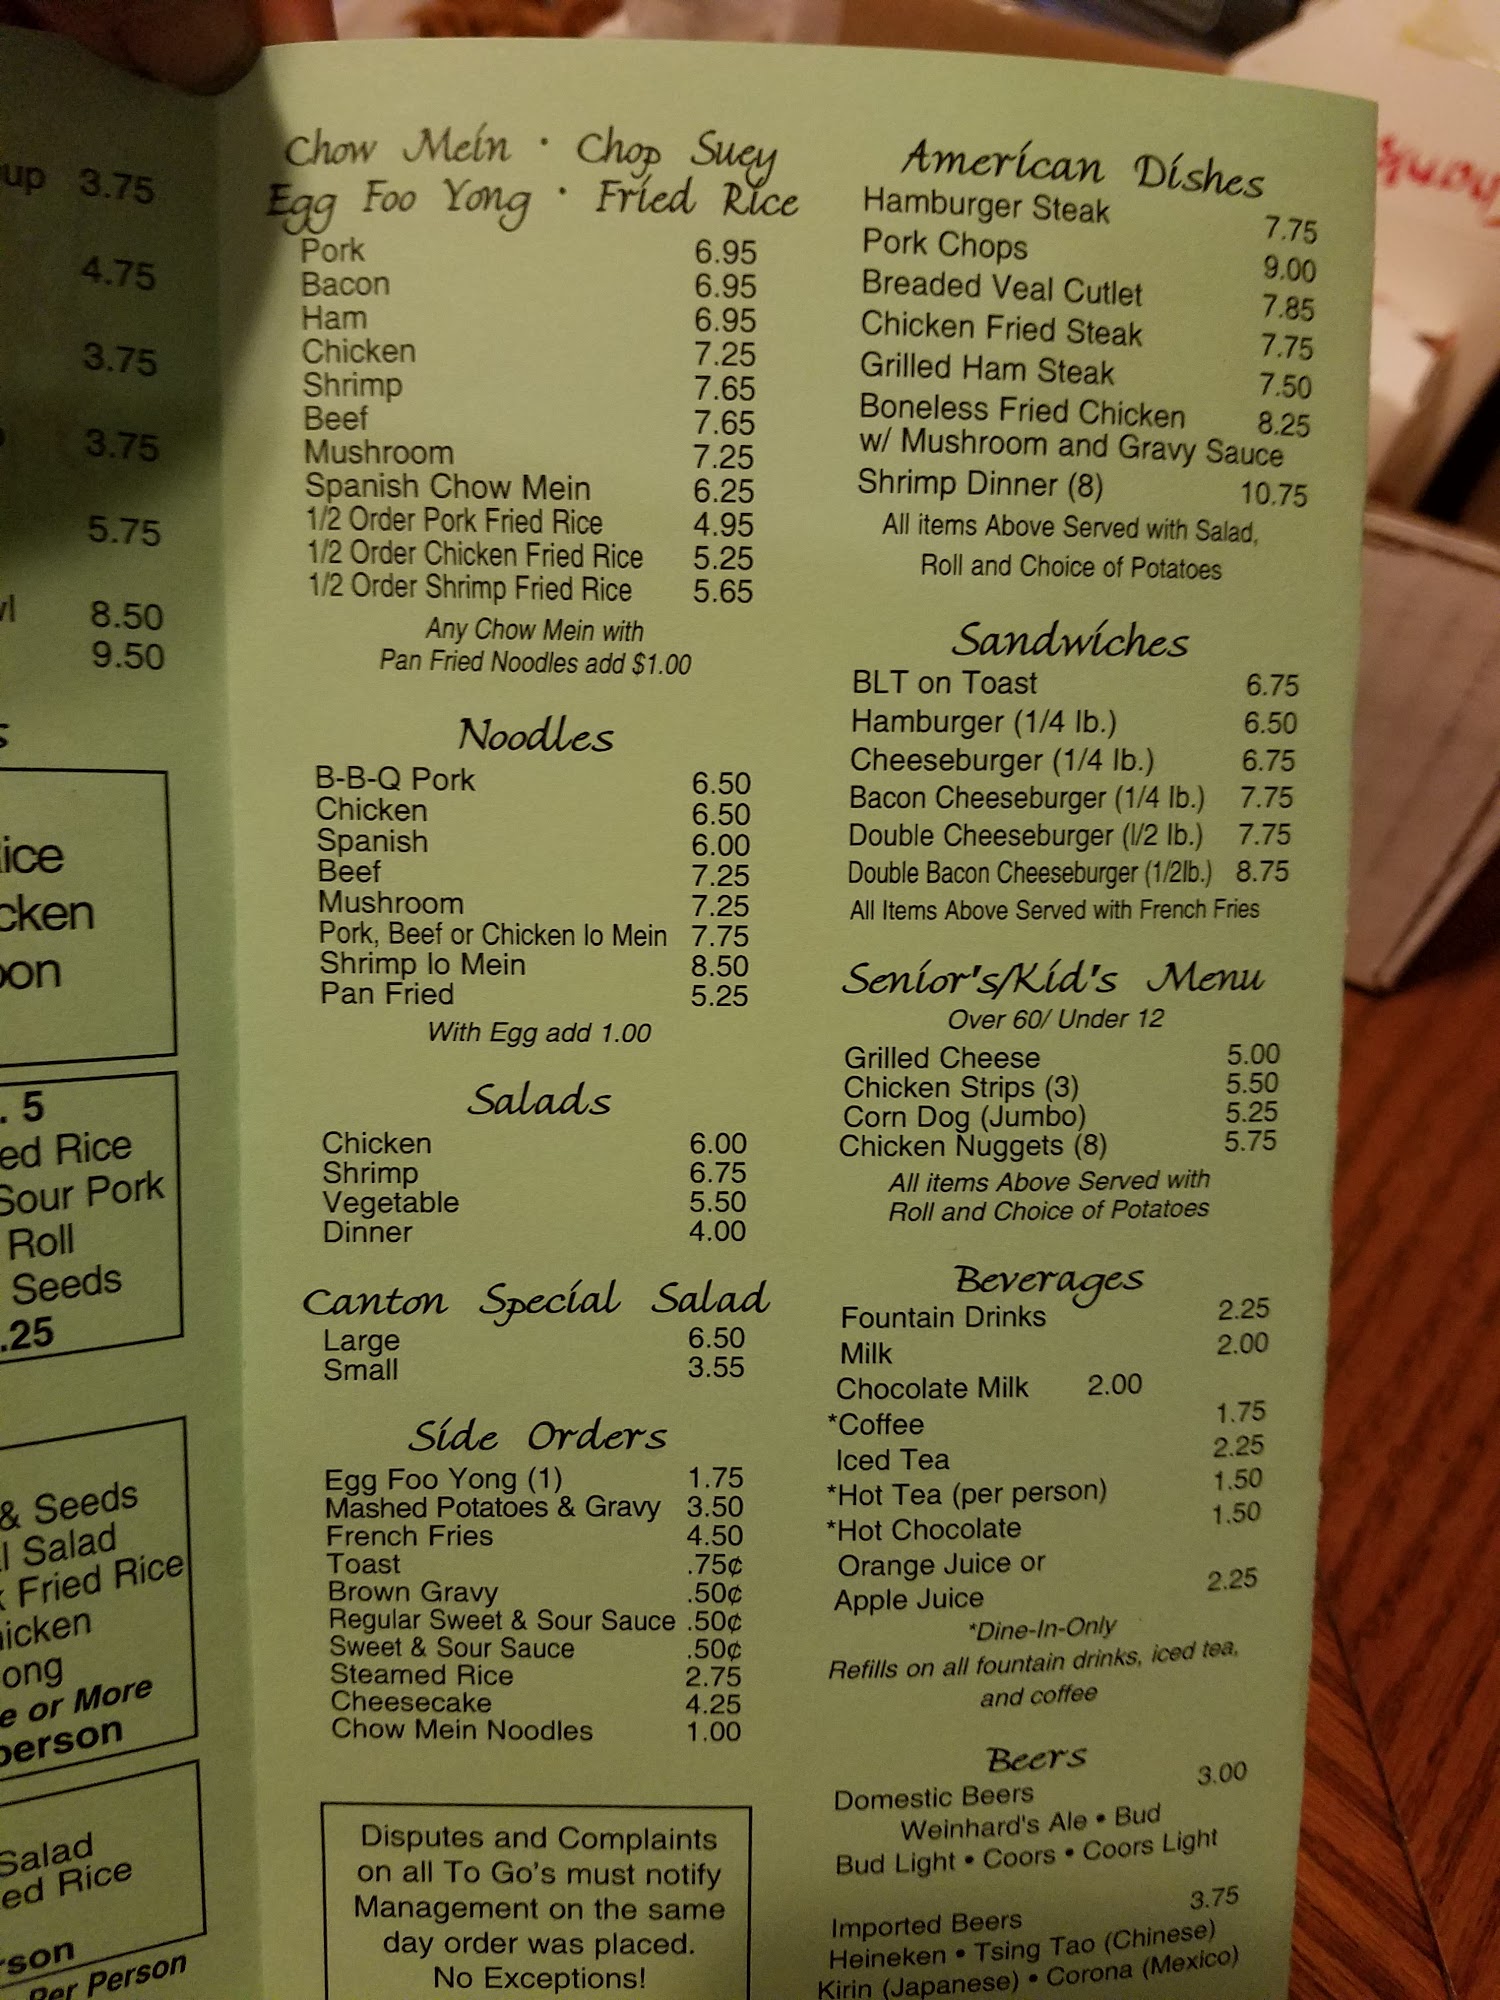 up 3.75
4.75
3.75
3.75
5.75
8.50
9.50
ice
cken
on
. 5
ed Rice
Sour Pork
Roll
Seeds
.25
& Seeds
l Salad
Fried Rice
icken
ong
e or More
person
Salad
ed Rice
rson
Per Person
Chow Mein · Chop Suey
Egg Foo Yong · Fried Rice
Pork 6.95
Bacon 6.95
Ham 6.95
Chicken 7.25
Shrimp 7.65
Beef 7.65
Mushroom 7.25
Spanish Chow Mein 6.25
1/2 Order Pork Fried Rice 4.95
1/2 Order Chicken Fried Rice 5.25
1/2 Order Shrimp Fried Rice 5.65
Any Chow Mein with
Pan Fried Noodles add $1.00
Noodles
B-B-Q Pork 6.50
Chicken 6.50
Spanish 6.00
Beef 7.25
Mushroom 7.25
Pork, Beef or Chicken lo Mein 7.75
Shrimp lo Mein 8.50
Pan Fried 5.25
With Egg add 1.00
Salads
Chicken 6.00
Shrimp 6.75
Vegetable 5.50
Dinner 4.00
Canton Special Salad
Large 6.50
Small 3.55
Side Orders
Egg Foo Yong (1) 1.75
Mashed Potatoes & Gravy 3.50
French Fries 4.50
Toast .75¢
Brown Gravy .50¢
Regular Sweet & Sour Sauce .50¢
Sweet & Sour Sauce .50¢
Steamed Rice 2.75
Cheesecake 4.25
Chow Mein Noodles 1.00
Disputes and Complaints
on all To Go's must notify
Management on the same
day order was placed.
No Exceptions!
American Dishes
Hamburger Steak 7.75
Pork Chops 9.00
Breaded Veal Cutlet 7.85
Chicken Fried Steak 7.75
Grilled Ham Steak 7.50
Boneless Fried Chicken 8.25
w/ Mushroom and Gravy Sauce
Shrimp Dinner (8) 10.75
All items Above Served with Salad,
Roll and Choice of Potatoes
Sandwiches
BLT on Toast 6.75
Hamburger (1/4 lb.) 6.50
Cheeseburger (1/4 lb.) 6.75
Bacon Cheeseburger (1/4 lb.) 7.75
Double Cheeseburger (l/2 lb.) 7.75
Double Bacon Cheeseburger (1/2lb.) 8.75
All Items Above Served with French Fries
Senior's/Kid's Menu
Over 60/ Under 12
Grilled Cheese 5.00
Chicken Strips (3) 5.50
Corn Dog (Jumbo) 5.25
Chicken Nuggets (8) 5.75
All items Above Served with
Roll and Choice of Potatoes
Beverages
Fountain Drinks 2.25
Milk 2.00
Chocolate Milk 2.00
*Coffee 1.75
Iced Tea 2.25
*Hot Tea (per person) 1.50
*Hot Chocolate 1.50
Orange Juice or
Apple Juice 2.25
*Dine-In-Only
Refills on all fountain drinks, iced tea,
and coffee
Beers
Domestic Beers 3.00
Weinhard's Ale • Bud
Bud Light • Coors • Coors Light
Imported Beers 3.75
Heineken • Tsing Tao (Chinese)
Kirin (Japanese) • Corona (Mexico)